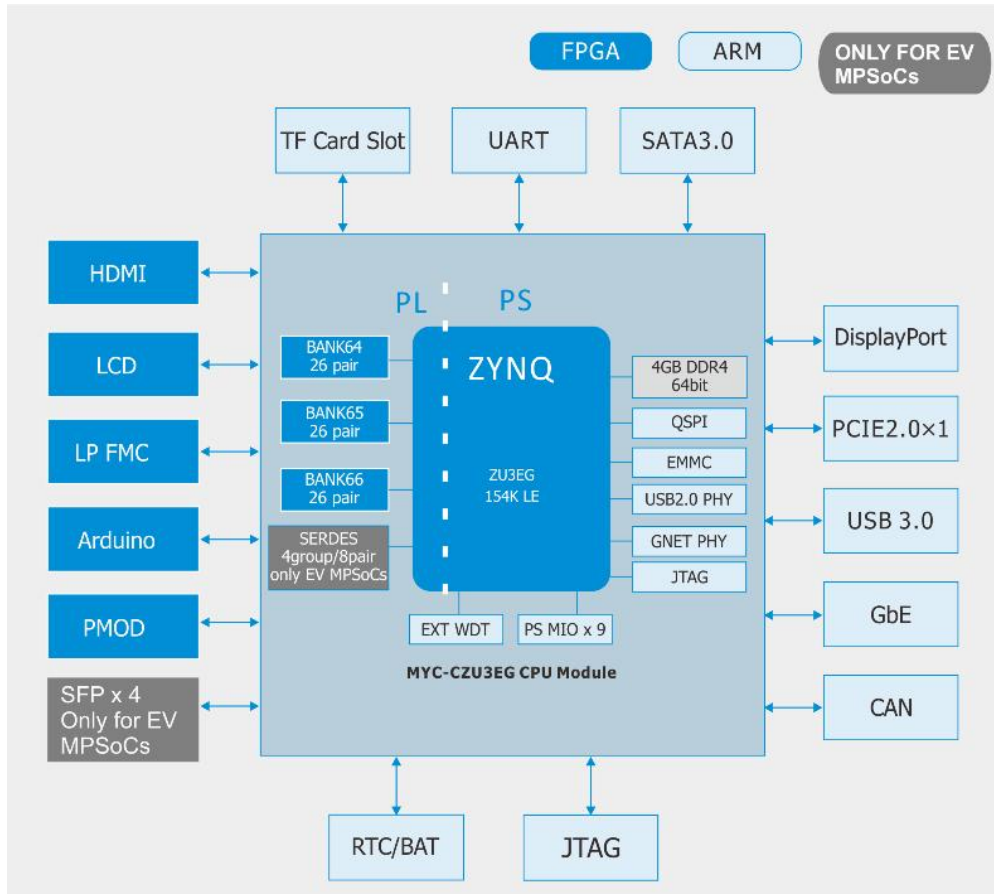 FPGA
ARM
ONLY FOR EV
MPSoCs
TF Card Slot
UART
SATA3.0
HDMI
LCD
LP FMC
Arduino
PMOD
SFP x 4
Only for EV
MPSoCs
PL
PS
BANK64
26 pair
BANK65
26 pair
BANK66
26 pair
SERDES
4group/8pair
only EV MPSoCs
ZYNQ
ZU3EG
154K LE
4GB DDR4
64bit
QSPI
EMMC
USB2.0 PHY
GNET PHY
JTAG
EXT WDT
PS MIO x 9
MYC-CZU3EG CPU Module
DisplayPort
PCIE2.0×1
USB 3.0
GbE
CAN
RTC/BAT
JTAG